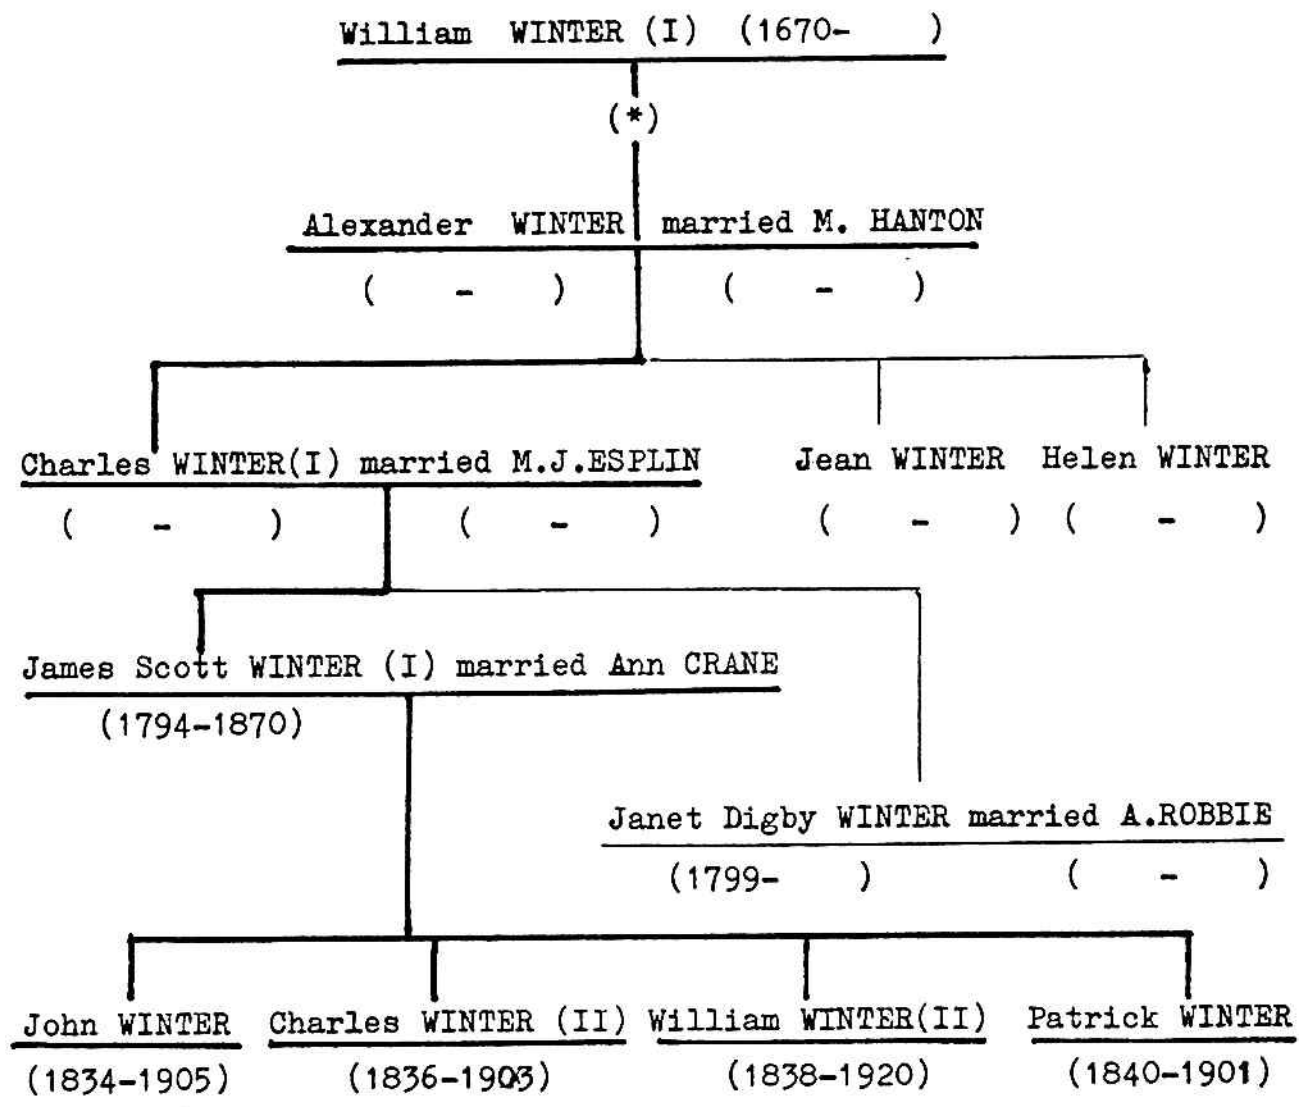 William WINTER (I) (1670- )
(*)
Alexander WINTER married M. HANTON
( - ) ( - )
Charles WINTER(I) married M.J.ESPLIN Jean WINTER Helen WINTER
( - ) ( - ) ( - ) ( - )
James Scott WINTER (I) married Ann CRANE
(1794-1870)
Janet Digby WINTER married A.ROBBIE
(1799- ) ( - )
John WINTER Charles WINTER (II) William WINTER(II) Patrick WINTER
(1834-1905) (1836-1903) (1838-1920) (1840-1901)